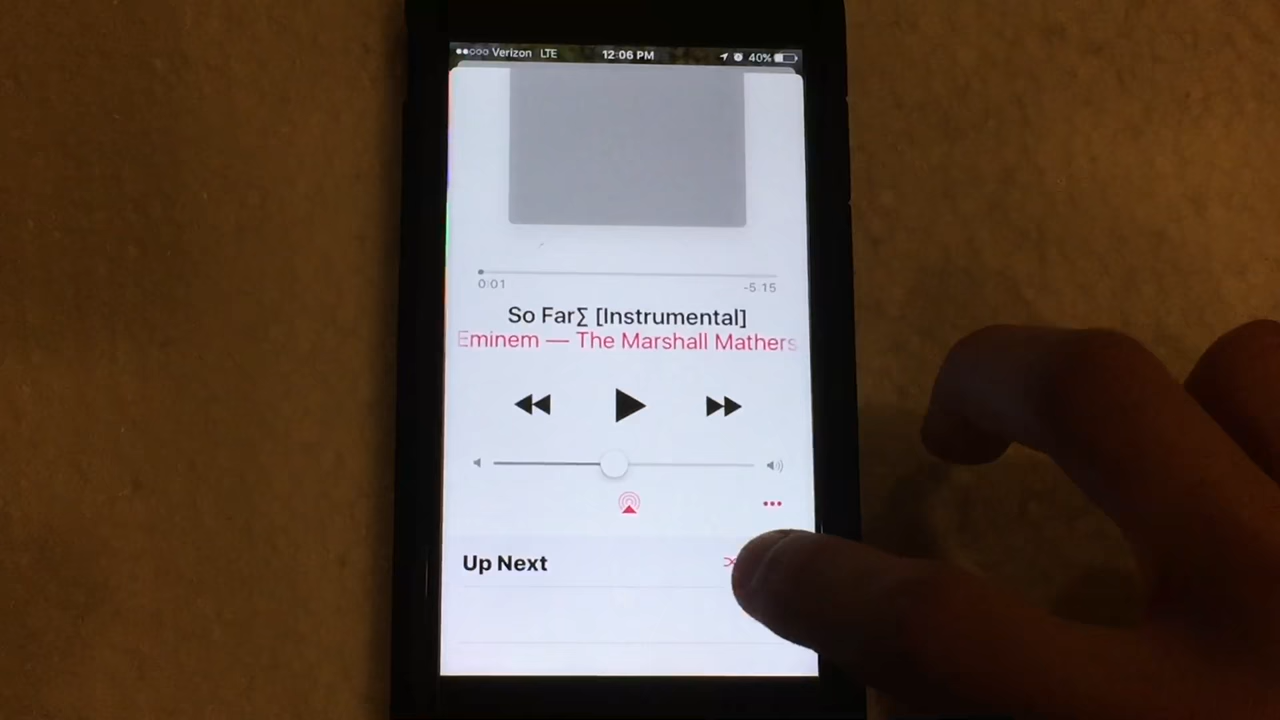 Verizon LTE 12:06 PM 40%
0:01 -5:15
So Far∑ [Instrumental]
Eminem — The Marshall Mathers
Up Next